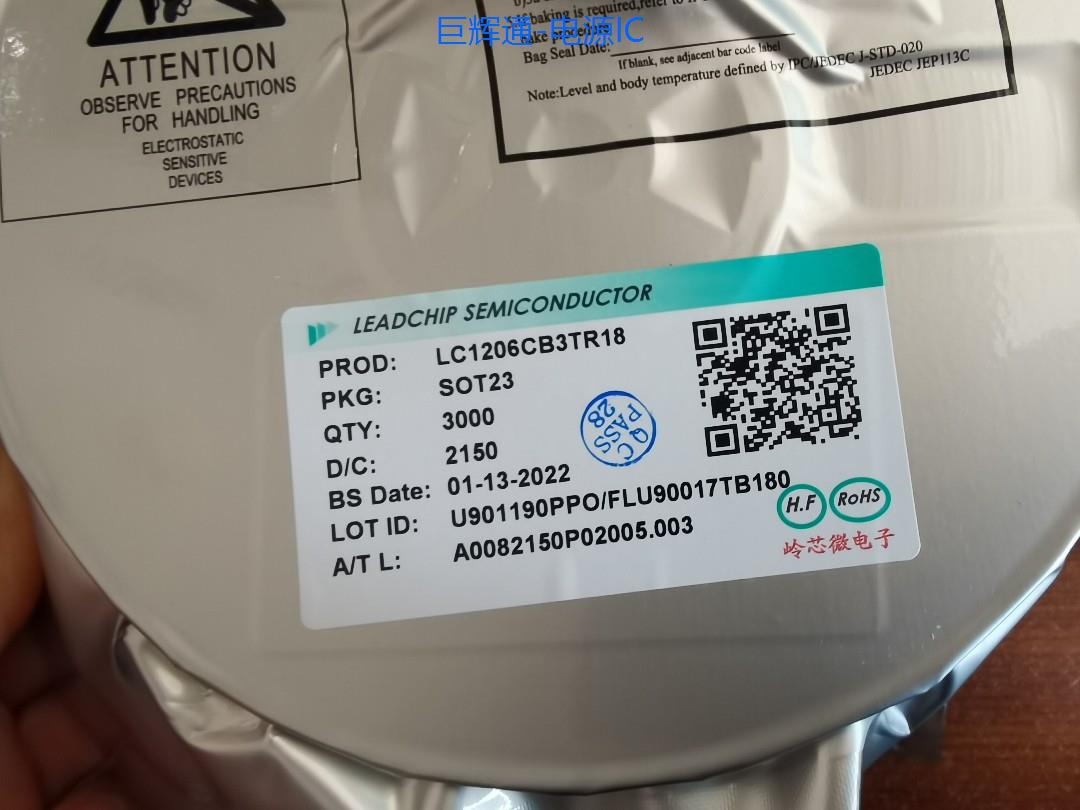 巨辉通-电源IC
ATTENTION
OBSERVE PRECAUTIONS
FOR HANDLING
ELECTROSTATIC
SENSITIVE
DEVICES
baking is required,refer to
bake procedure
Bag Seal Date:
If blank, see adjacent bar code label
Note:Level and body temperature defined by IPC/JEDEC J-STD-020
JEDEC JEP113C
LEADCHIP SEMICONDUCTOR
PROD: LC1206CB3TR18
PKG: SOT23
QTY: 3000
D/C: 2150
BS Date: 01-13-2022
LOT ID: U901190PPO/FLU90017TB180
A/T L: A0082150P02005.003
QC
PASS
28
H.F
RoHS
岭芯微电子